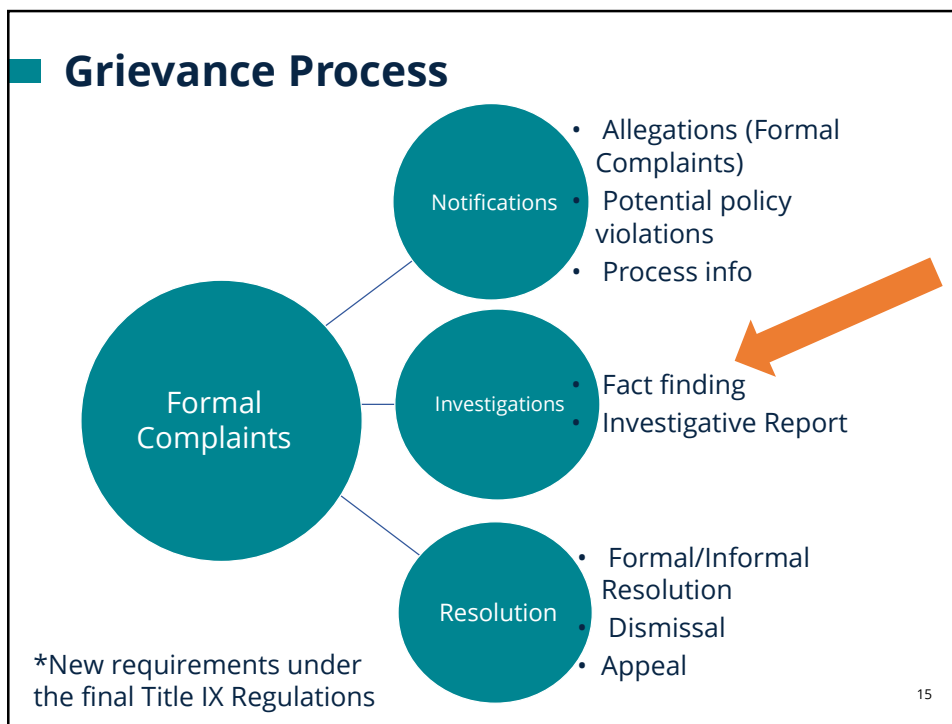 Grievance Process
Notifications
• Allegations (Formal
Complaints)
• Potential policy
violations
• Process info
Formal
Complaints
Investigations
• Fact finding
• Investigative Report
Resolution
• Formal/Informal
Resolution
• Dismissal
• Appeal
*New requirements under
the final Title IX Regulations
15